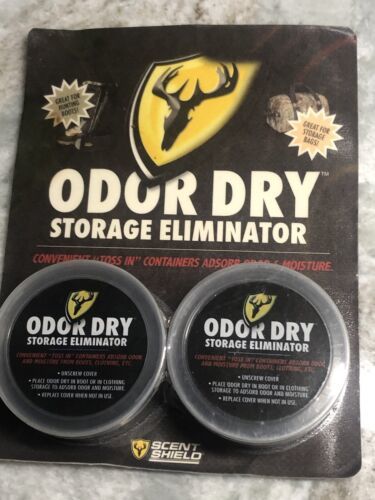 GREAT FOR
HUNTING
BOOTS!
GREAT FOR
STORAGE
BAGS!
ODOR DRY™
STORAGE ELIMINATOR
CONVENIENT "TOSS IN" CONTAINERS ADSORB ODOR & MOISTURE.
ODOR DRY
STORAGE ELIMINATOR
CONVENIENT "TOSS IN" CONTAINERS ADSORB ODOR
AND MOISTURE FROM BOOTS, CLOTHING, ETC.
• UNSCREW COVER
• PLACE ODOR DRY IN BOOT OR IN CLOTHING
STORAGE TO ADSORB ODOR AND MOISTURE.
• REPLACE COVER WHEN NOT IN USE.
ODOR DRY
STORAGE ELIMINATOR
CONVENIENT "TOSS IN" CONTAINERS ADSORB ODOR
AND MOISTURE FROM BOOTS, CLOTHING, ETC.
• UNSCREW COVER
• PLACE ODOR DRY IN BOOT OR IN CLOTHING
STORAGE TO ADSORB ODOR AND MOISTURE.
• REPLACE COVER WHEN NOT IN USE.
SCENT
SHIELD